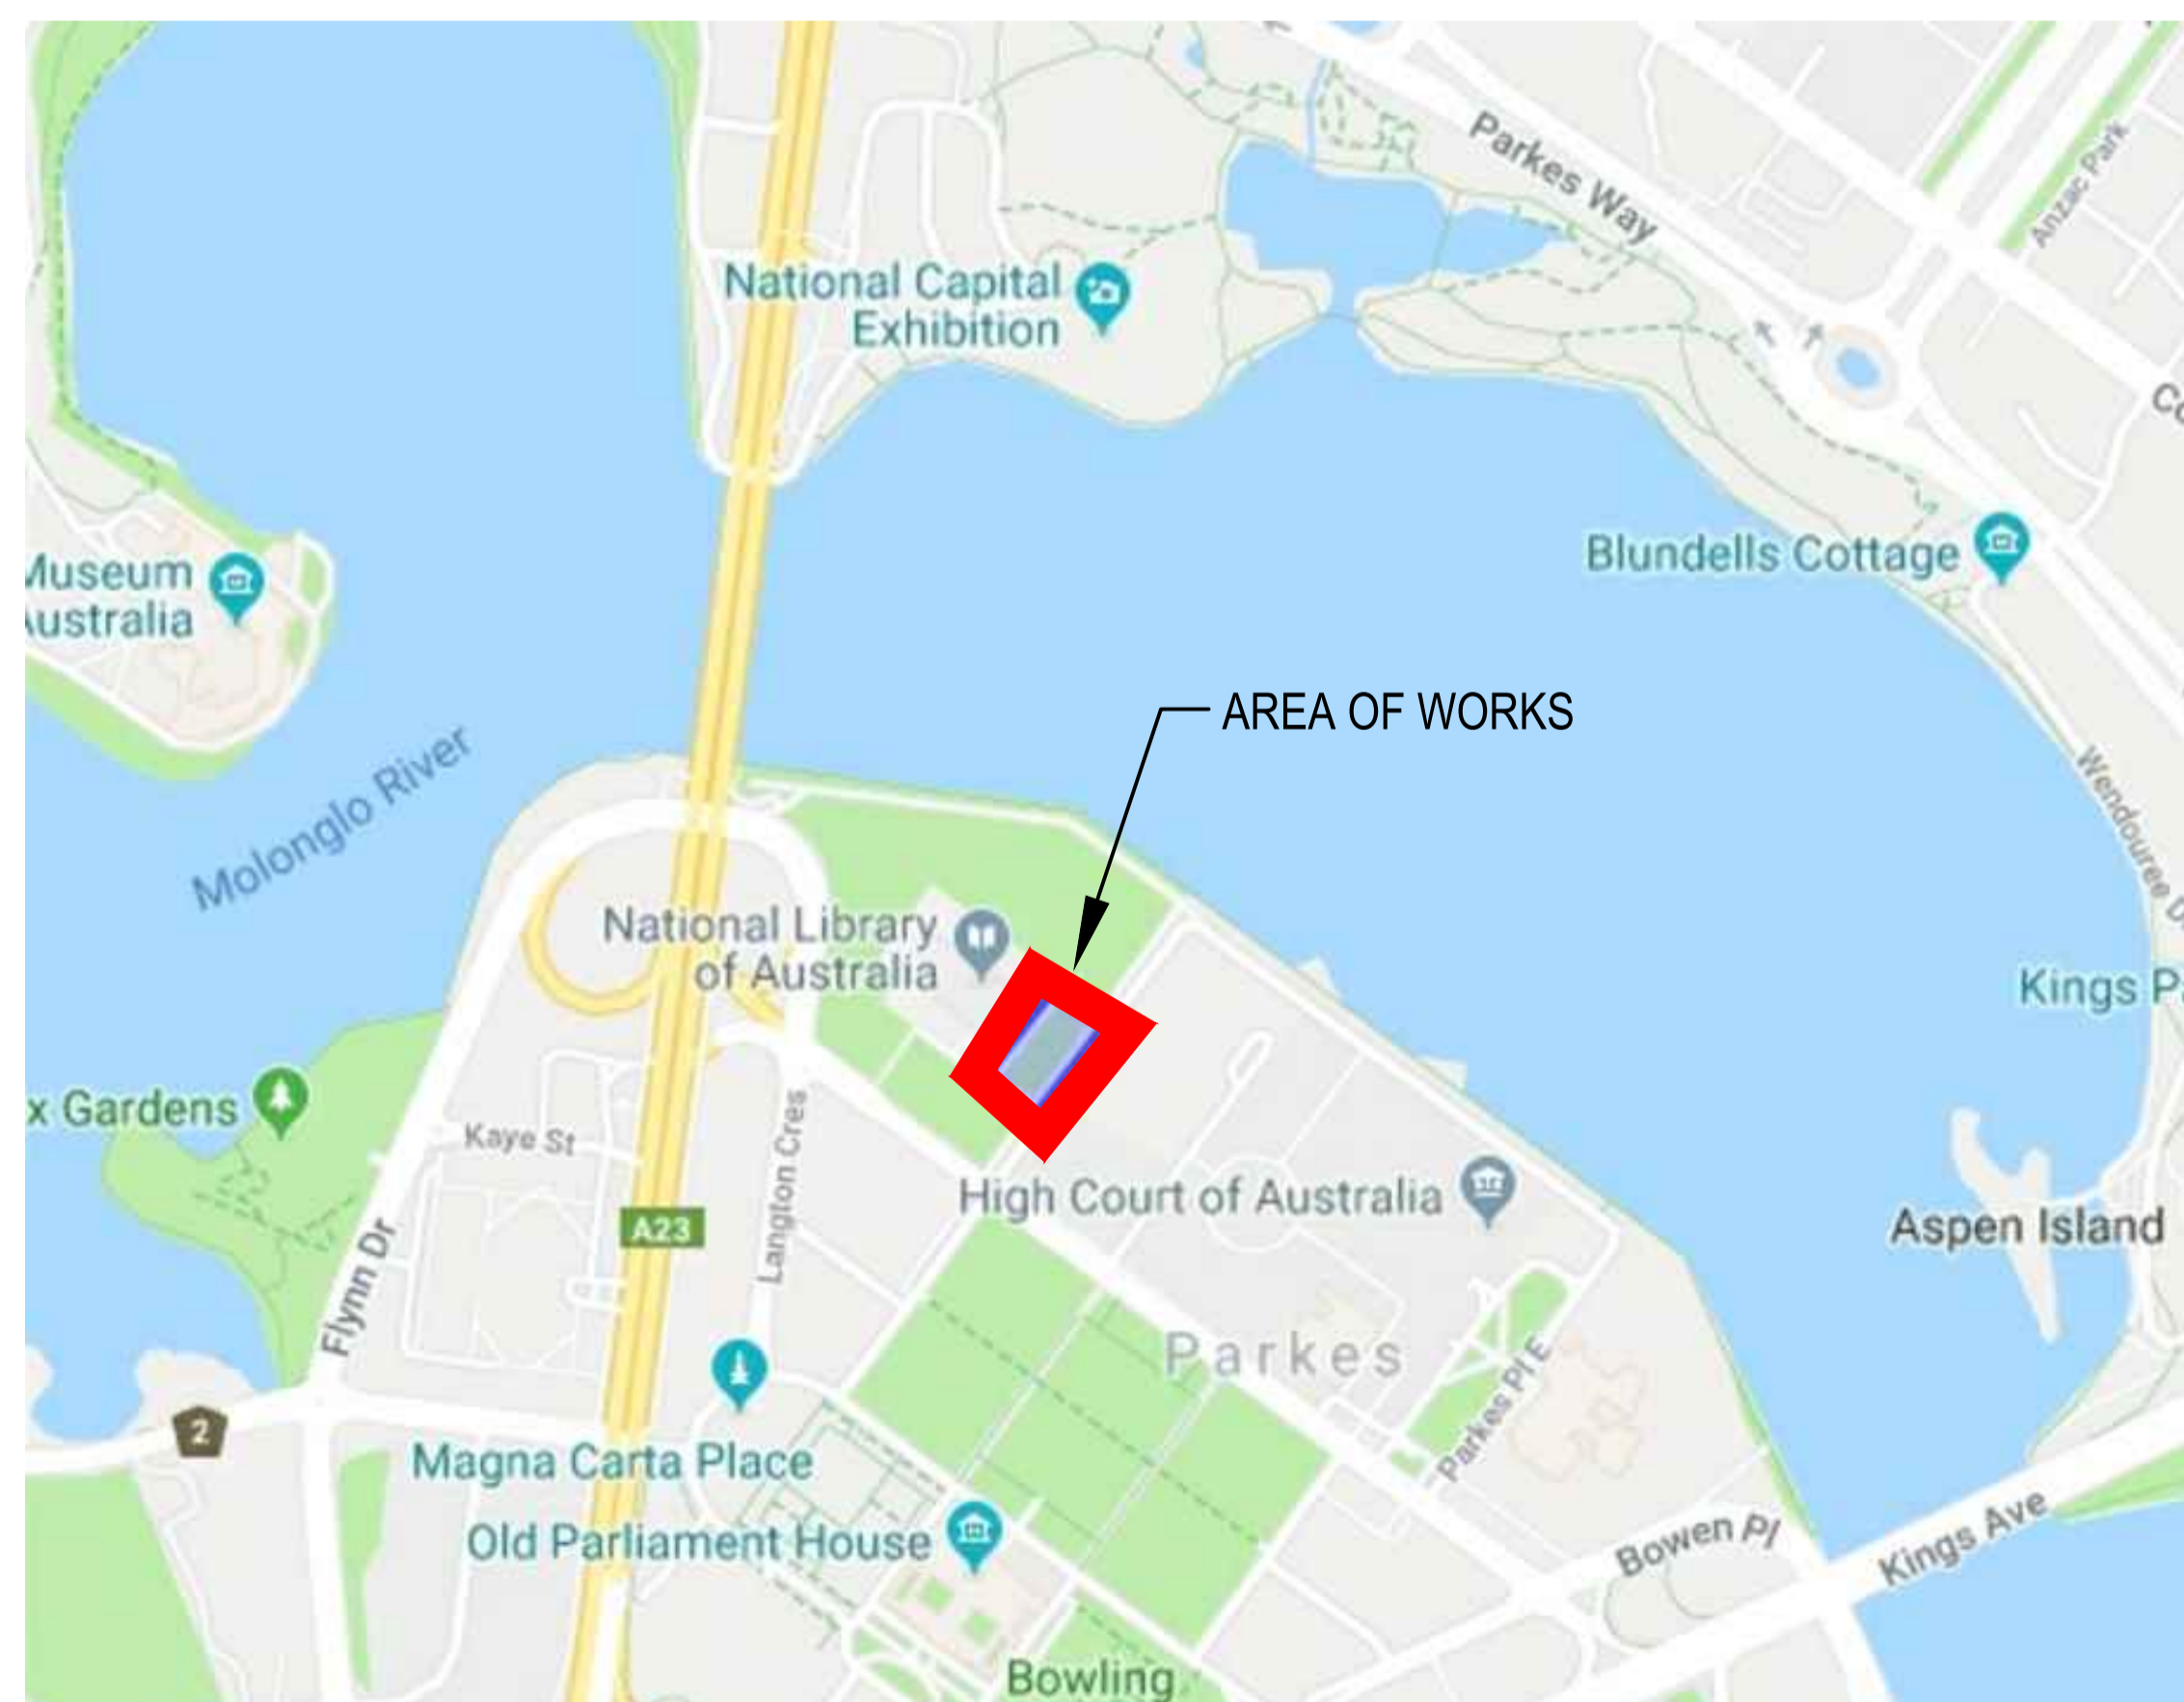 Parkes Way
Anzac Park
National Capital
Exhibition
Blundells Cottage
Museum
Australia
AREA OF WORKS
Molonglo River
Wendouree
National Library
of Australia
Kings
x Gardens
Kaye St
Langton Cres
High Court of Australia
A23
Aspen Island
Flynn Dr
Parkes
Parkes Pl E
2
Magna Carta Place
Old Parliament House
Bowen Pl
Kings Ave
Bowling